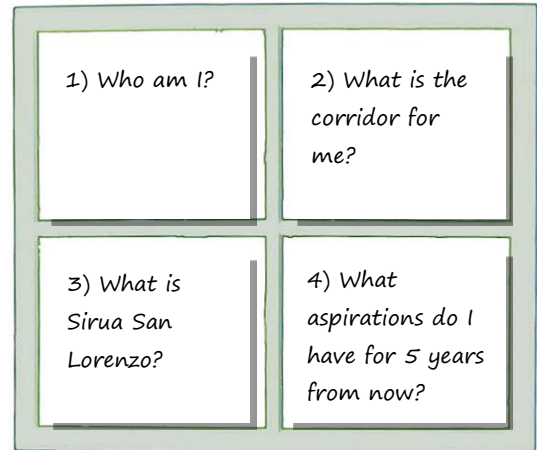 1) Who am I?
2) What is the
corridor for
me?
3) What is
Sirua San
Lorenzo?
4) What
aspirations do I
have for 5 years
from now?